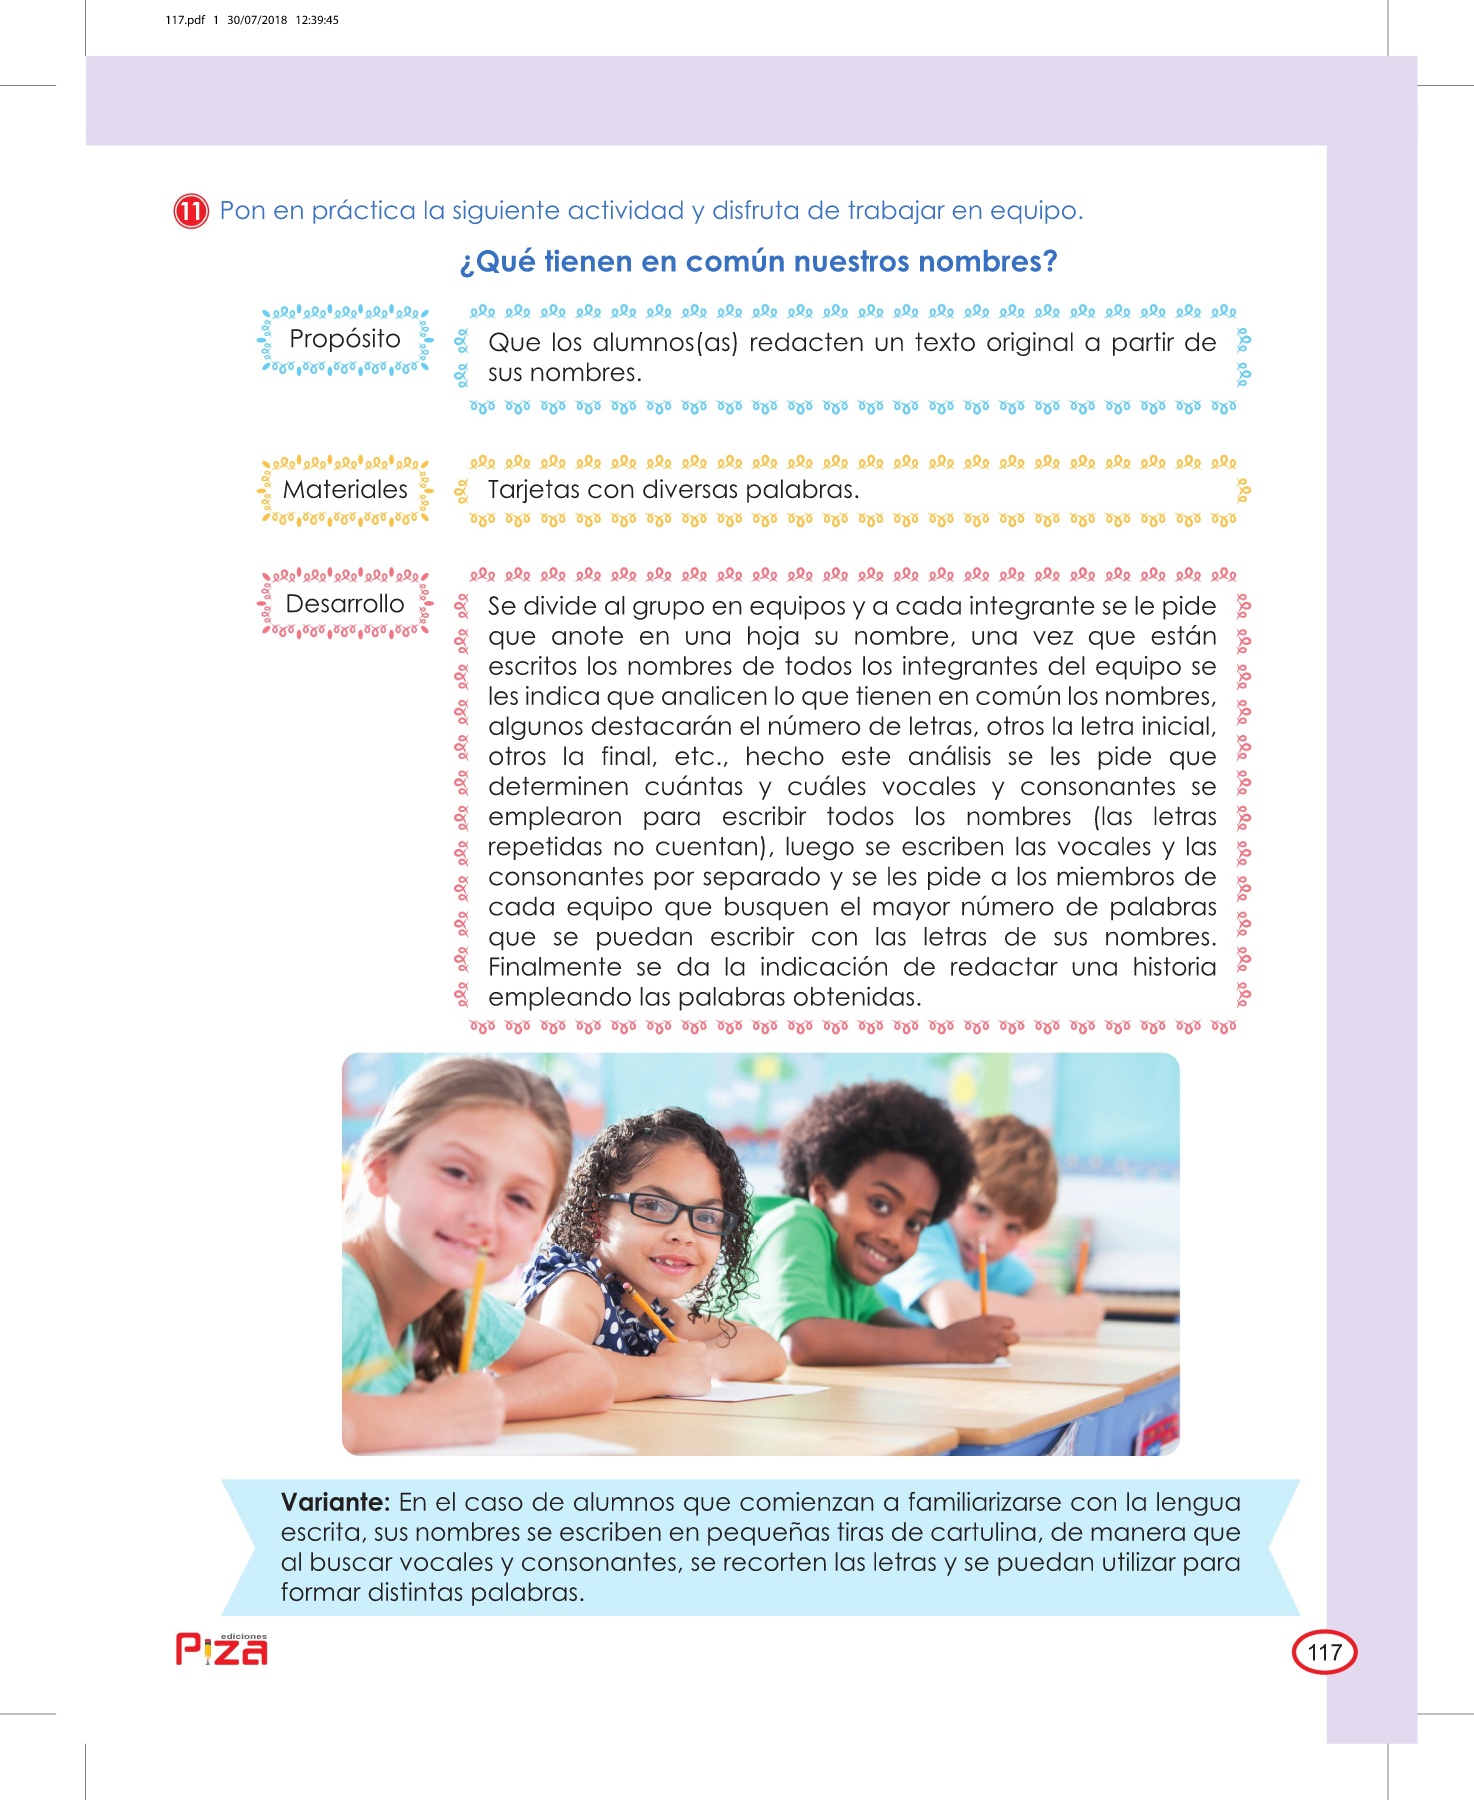 117.pdf 1 30/07/2018 12:39:45
11 Pon en práctica la siguiente actividad y disfruta de trabajar en equipo.
¿Qué tienen en común nuestros nombres?
Propósito
Que los alumnos(as) redacten un texto original a partir de
sus nombres.
Materiales
Tarjetas con diversas palabras.
Desarrollo
Se divide al grupo en equipos y a cada integrante se le pide
que anote en una hoja su nombre, una vez que están
escritos los nombres de todos los integrantes del equipo se
les indica que analicen lo que tienen en común los nombres,
algunos destacarán el número de letras, otros la letra inicial,
otros la final, etc., hecho este análisis se les pide que
determinen cuántas y cuáles vocales y consonantes se
emplearon para escribir todos los nombres (las letras
repetidas no cuentan), luego se escriben las vocales y las
consonantes por separado y se les pide a los miembros de
cada equipo que busquen el mayor número de palabras
que se puedan escribir con las letras de sus nombres.
Finalmente se da la indicación de redactar una historia
empleando las palabras obtenidas.
Variante: En el caso de alumnos que comienzan a familiarizarse con la lengua
escrita, sus nombres se escriben en pequeñas tiras de cartulina, de manera que
al buscar vocales y consonantes, se recorten las letras y se puedan utilizar para
formar distintas palabras.
ediciones
Piza
117